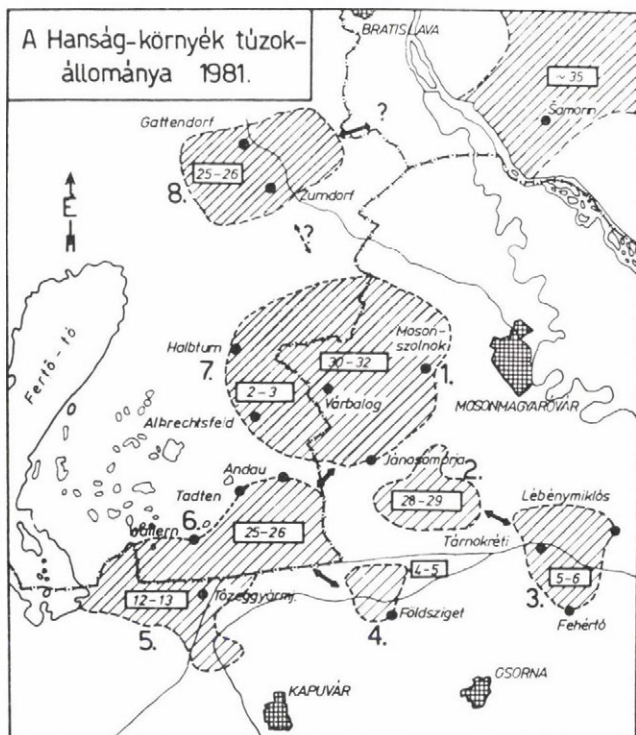 A Hanság-környék túzok-
állománya 1981.
BRATISLAVA
~ 35
Šamorin
?
Gattendorf
25-26
Zurndorf
8.
?
É
Fertő-tó
Halbturn
7.
2-3
30-32
Várbalog
Moson-
szolnok
1.
MOSONMAGYARÓVÁR
Albrechtsfeld
Andau
Jánossomorja
2.
28-29
Tadten
6.
25-26
Lébénymiklós
Tárnokréti
5-6
3.
Fehértó
4-5
12-13
Tőzeggyármj.
5.
4.
Földsziget
KAPUVÁR
CSORNA